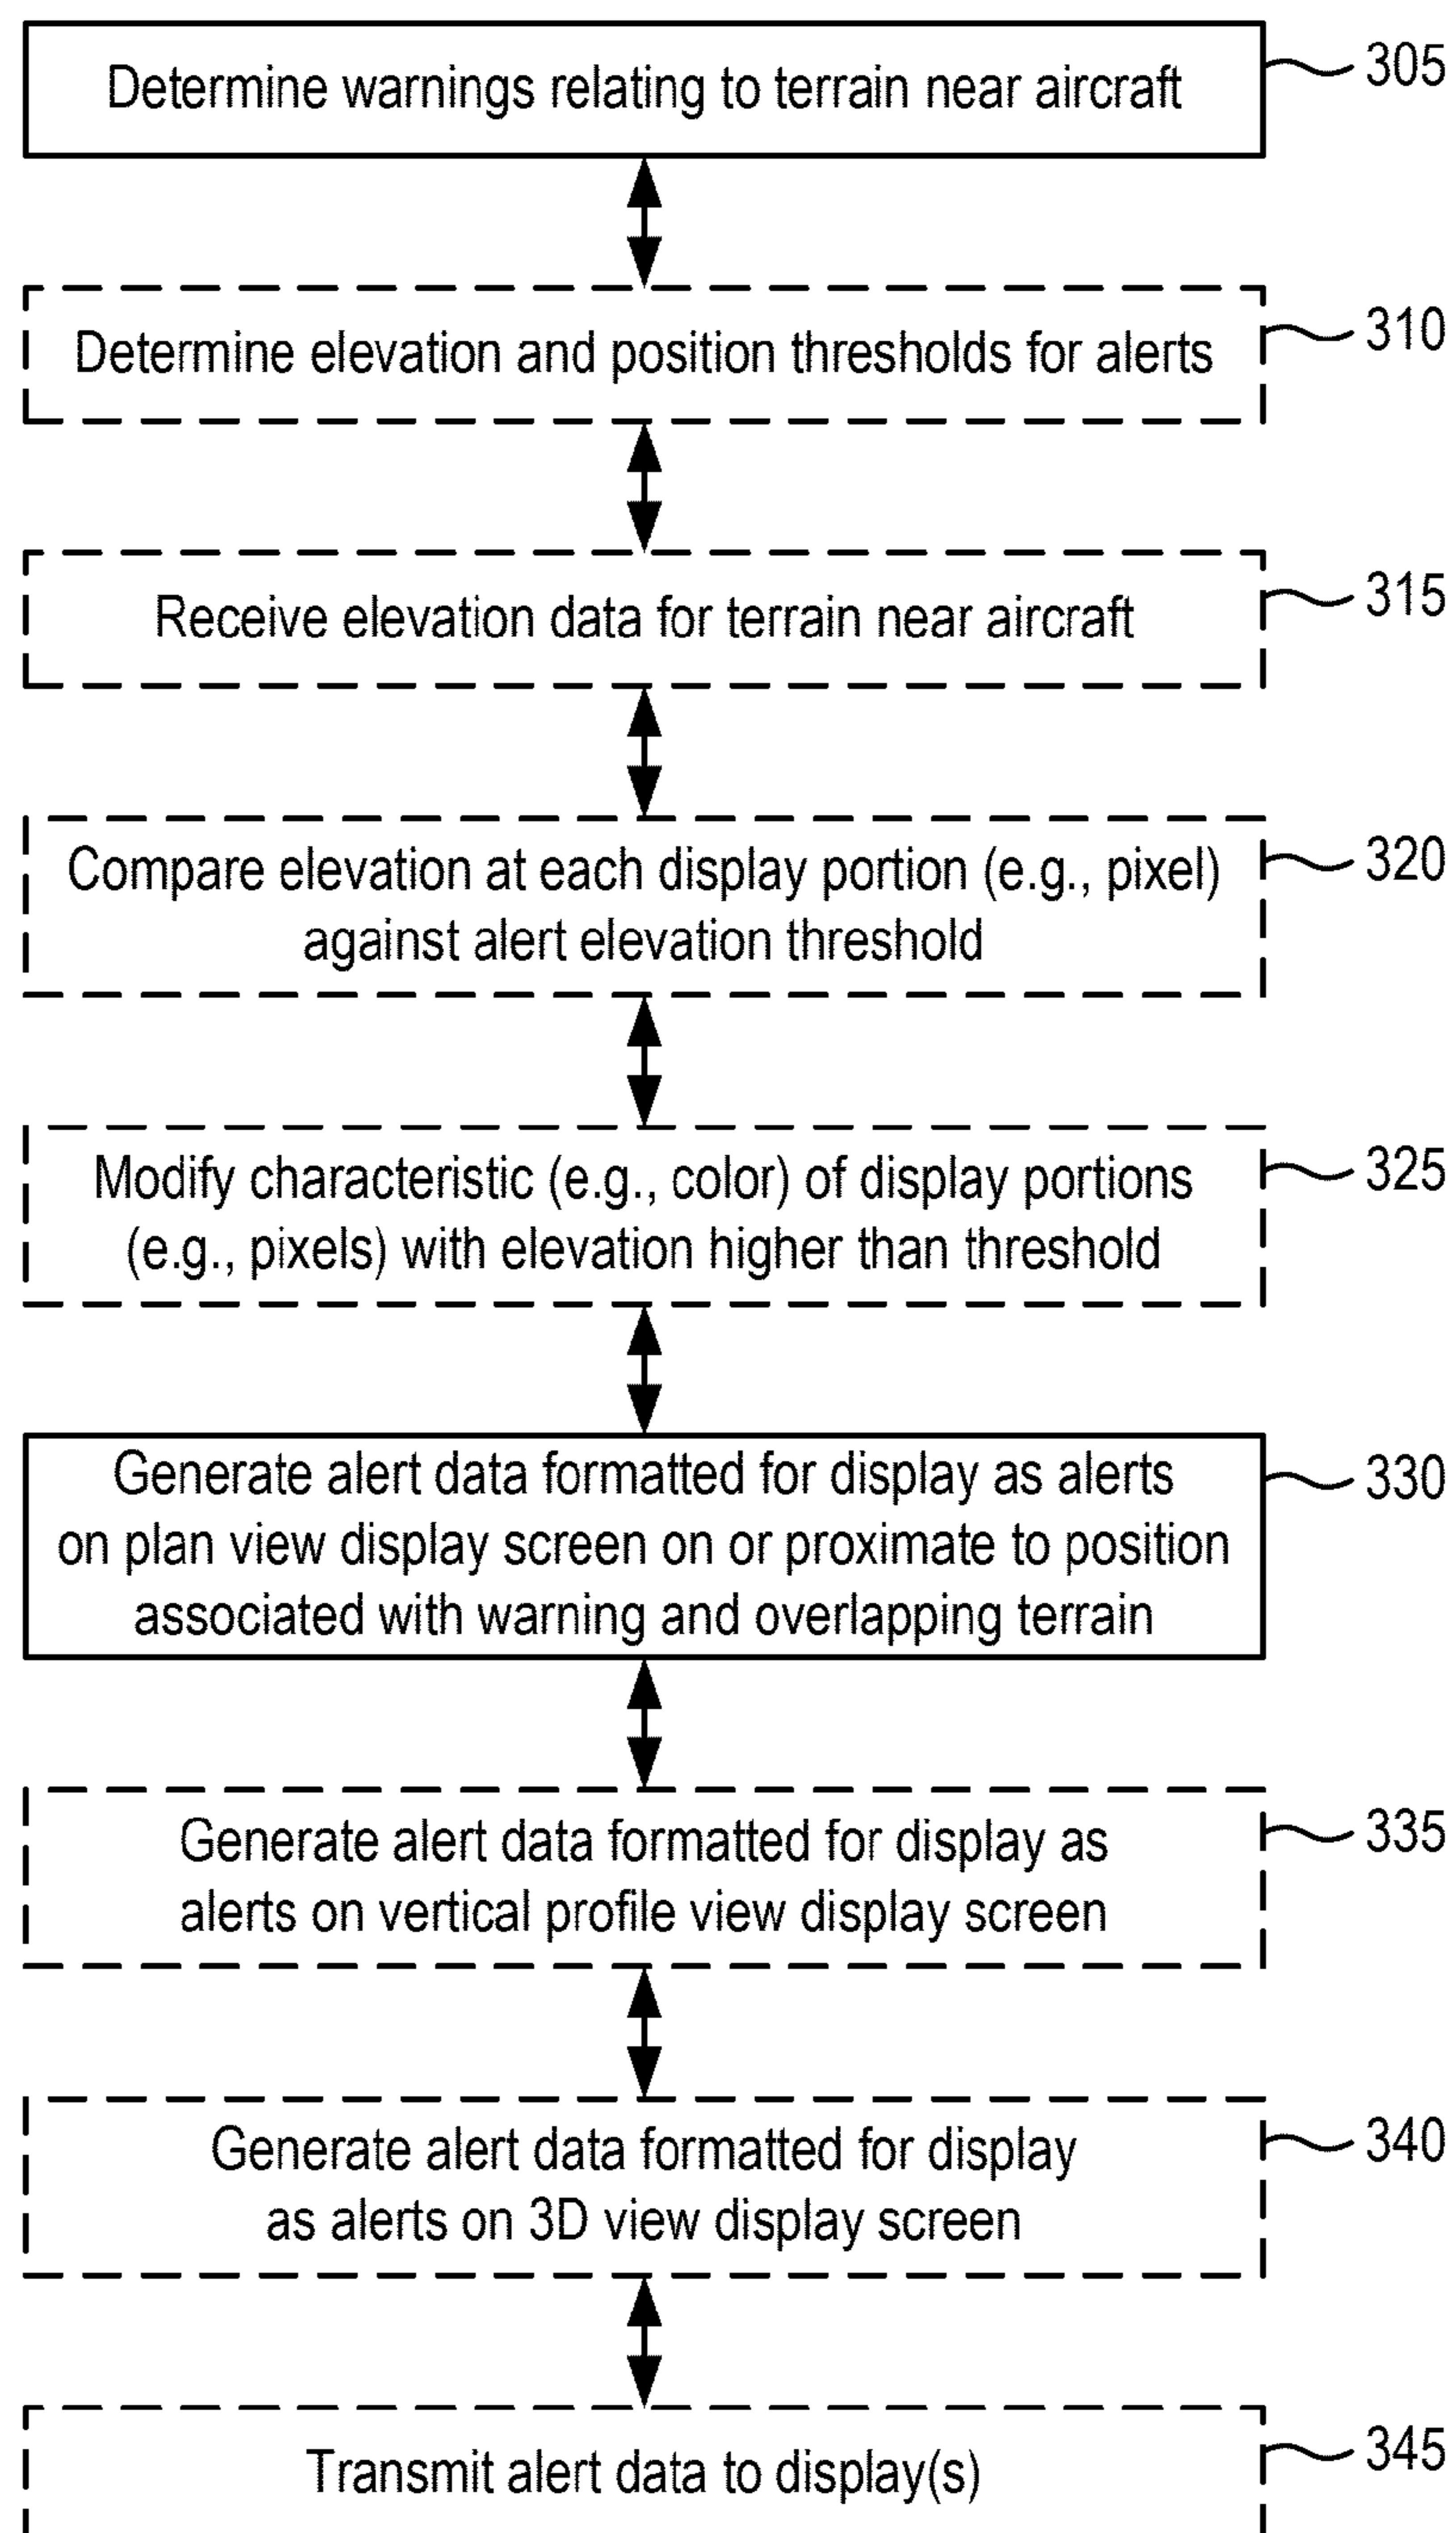 Determine warnings relating to terrain near aircraft
305
Determine elevation and position thresholds for alerts
310
Receive elevation data for terrain near aircraft
315
Compare elevation at each display portion (e.g., pixel)
against alert elevation threshold
320
Modify characteristic (e.g., color) of display portions
(e.g., pixels) with elevation higher than threshold
325
Generate alert data formatted for display as alerts
on plan view display screen on or proximate to position
associated with warning and overlapping terrain
330
Generate alert data formatted for display as
alerts on vertical profile view display screen
335
Generate alert data formatted for display
as alerts on 3D view display screen
340
Transmit alert data to display(s)
345